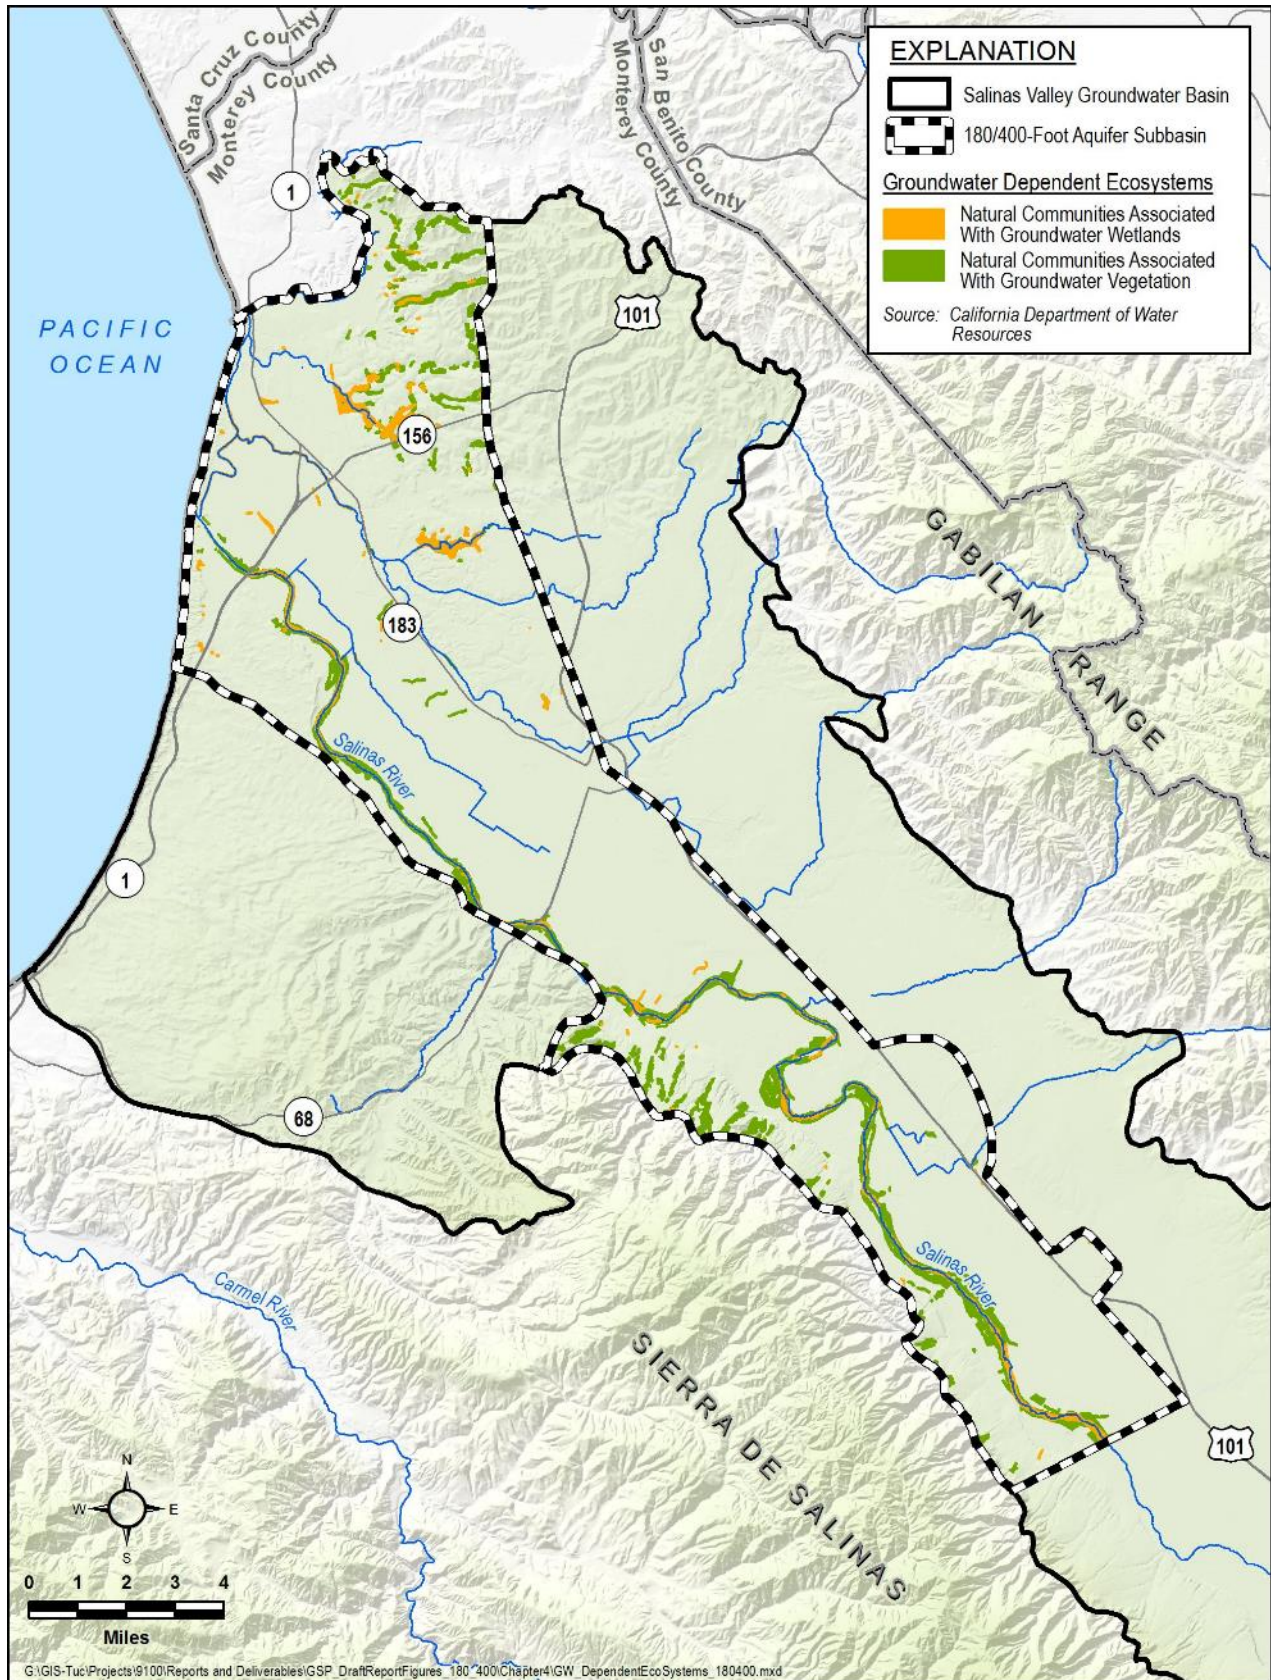 EXPLANATION
Salinas Valley Groundwater Basin
180/400-Foot Aquifer Subbasin
Groundwater Dependent Ecosystems
Natural Communities Associated
With Groundwater Wetlands
Natural Communities Associated
With Groundwater Vegetation
Source: California Department of Water
Resources
Santa Cruz County
Monterey County
Monterey County
San Benito County
1
101
PACIFIC
OCEAN
156
GABILAN
RANGE
183
Salinas River
1
68
Salinas River
Carmel River
SIERRA DE SALINAS
101
N
W
E
S
0 1 2 3 4
Miles
G:\GIS-Tuc\Projects\9100\Reports and Deliverables\GSP_DraftReportFigures_180_400\Chapter4\GW_DependentEcoSystems_180400.mxd